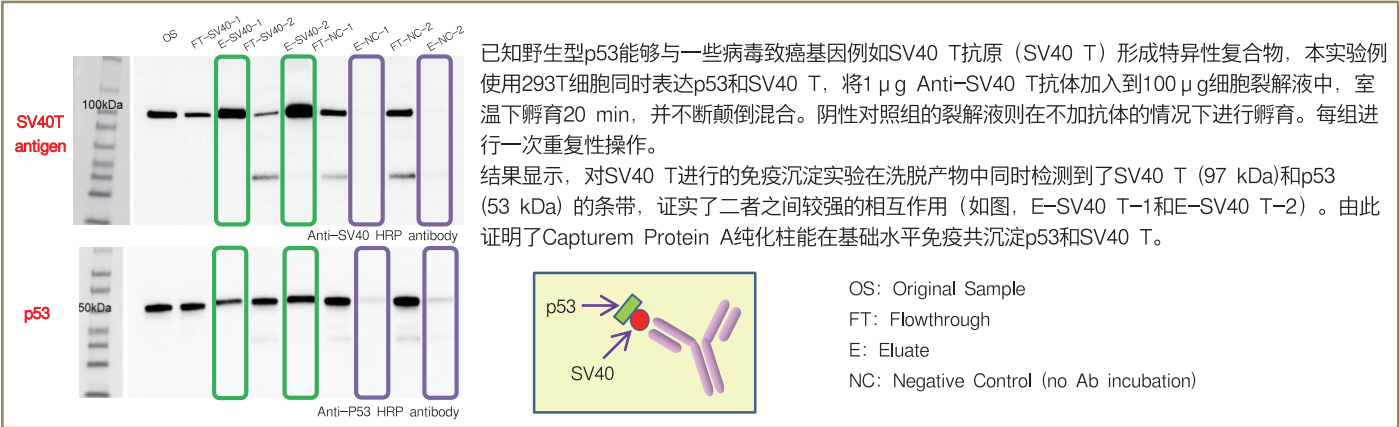 OS
FT-SV40-1
E-SV40-1
FT-SV40-2
E-SV40-2
FT-NC-1
E-NC-1
FT-NC-2
E-NC-2
100kDa
SV40T
antigen
Anti-SV40 HRP antibody
50kDa
p53
Anti-P53 HRP antibody
已知野生型p53能够与一些病毒致癌基因例如SV40 T抗原（SV40 T）形成特异性复合物，本实验例
使用293T细胞同时表达p53和SV40 T，将1μg Anti-SV40 T抗体加入到100μg细胞裂解液中，室
温下孵育20 min，并不断颠倒混合。阴性对照组的裂解液则在不加抗体的情况下进行孵育。每组进
行一次重复性操作。
结果显示，对SV40 T进行的免疫沉淀实验在洗脱产物中同时检测到了SV40 T (97 kDa)和p53
(53 kDa) 的条带，证实了二者之间较强的相互作用（如图，E-SV40 T-1和E-SV40 T-2）。由此
证明了Capturem Protein A纯化柱能在基础水平免疫共沉淀p53和SV40 T。
p53
SV40
OS: Original Sample
FT: Flowthrough
E: Eluate
NC: Negative Control (no Ab incubation)